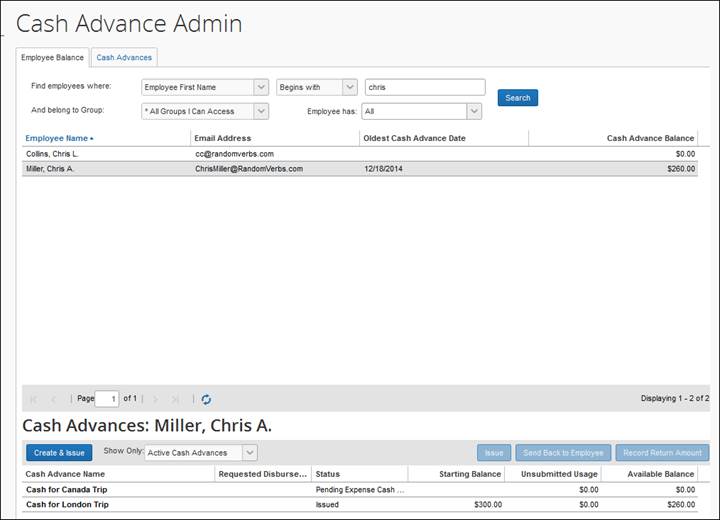 Cash Advance Admin
Employee Balance Cash Advances
Find employees where: Employee First Name Begins with chris Search
And belong to Group: * All Groups I Can Access Employee has: All
Employee Name Email Address Oldest Cash Advance Date Cash Advance Balance
Collins, Chris L. cc@randomverbs.com $0.00
Miller, Chris A. ChrisMiller@RandomVerbs.com 12/18/2014 $260.00
Page 1 of 1 Displaying 1 - 2 of 2
Cash Advances: Miller, Chris A.
Create & Issue Show Only: Active Cash Advances Issue Send Back to Employee Record Return Amount
Cash Advance Name Requested Disburse... Status Starting Balance Unsubmitted Usage Available Balance
Cash for Canada Trip Pending Expense Cash ... $0.00 $0.00
Cash for London Trip Issued $300.00 $0.00 $260.00